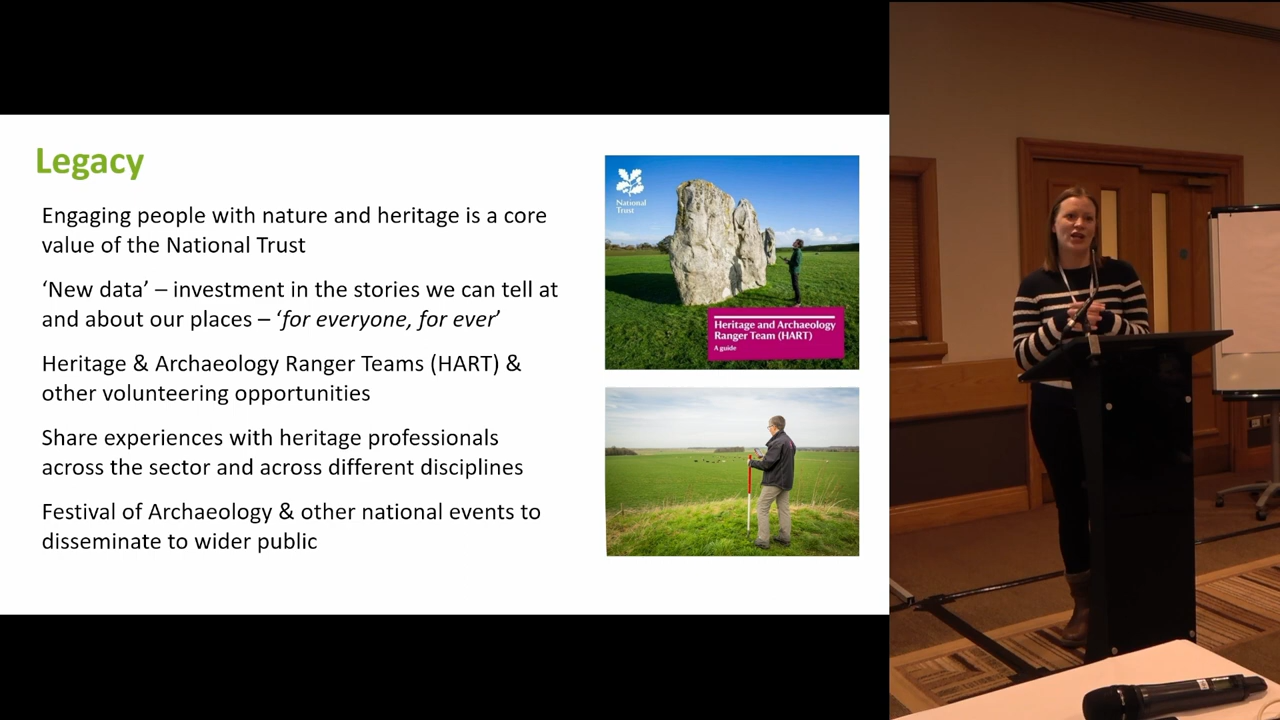 Legacy
Engaging people with nature and heritage is a core
value of the National Trust
‘New data’ – investment in the stories we can tell at
and about our places – ‘for everyone, for ever’
Heritage & Archaeology Ranger Teams (HART) &
other volunteering opportunities
Share experiences with heritage professionals
across the sector and across different disciplines
Festival of Archaeology & other national events to
disseminate to wider public
National
Trust
Heritage and Archaeology
Ranger Team (HART)
A guide